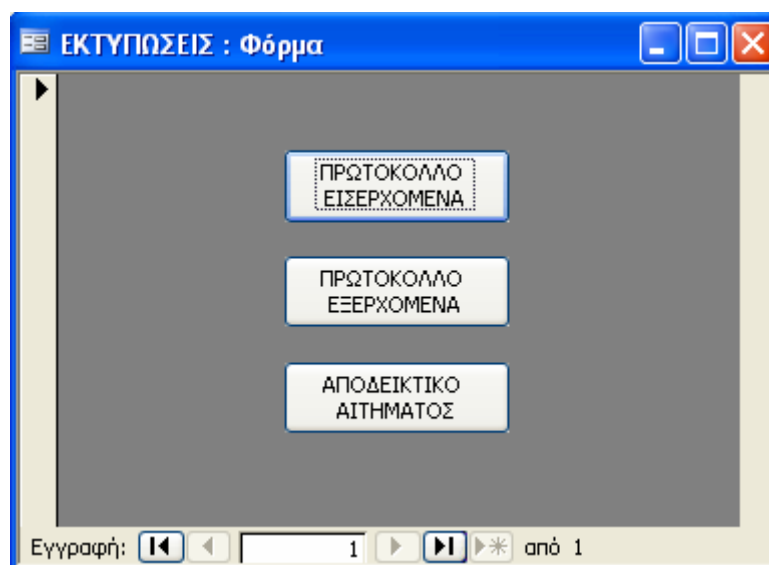 ΕΚΤΥΠΩΣΕΙΣ : Φόρμα
ΠΡΩΤΟΚΟΛΛΟ
ΕΙΣΕΡΧΟΜΕΝΑ
ΠΡΩΤΟΚΟΛΛΟ
ΕΞΕΡΧΟΜΕΝΑ
ΑΠΟΔΕΙΚΤΙΚΟ
ΑΙΤΗΜΑΤΟΣ
Εγγραφή: 1 από 1